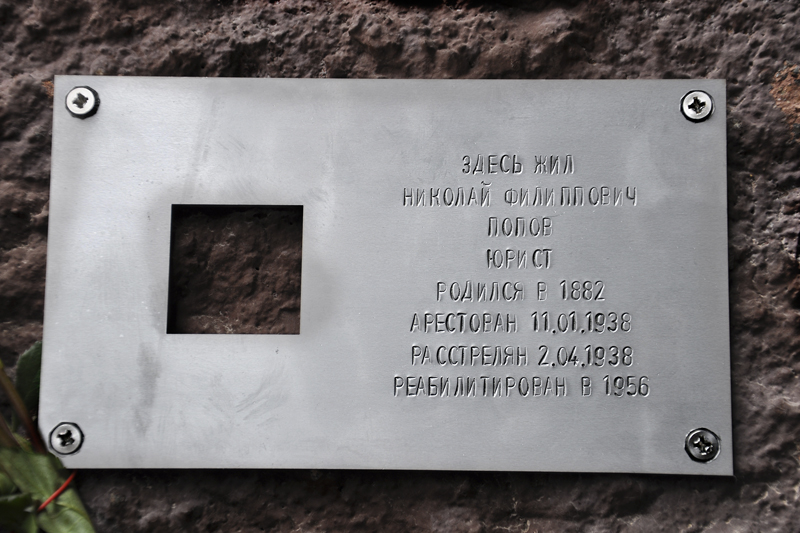 ЗДЕСЬ ЖИЛ
НИКОЛАЙ ФИЛИППОВИЧ
ПОПОВ
ЮРИСТ
РОДИЛСЯ В 1882
АРЕСТОВАН 11.01.1938
РАССТРЕЛЯН 2.04.1938
РЕАБИЛИТИРОВАН В 1956